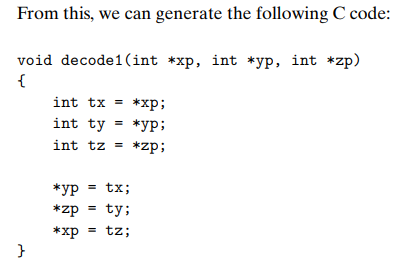 From this, we can generate the following C code:
void decode1(int *xp, int *yp, int *zp)
{
    int tx = *xp;
    int ty = *yp;
    int tz = *zp;

    *yp = tx;
    *zp = ty;
    *xp = tz;
}